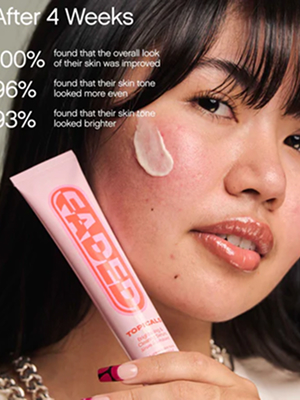 After 4 Weeks
100% found that the overall look
of their skin was improved
96% found that their skin tone
looked more even
93% found that their skin tone
looked brighter
FADED
TOPICALS